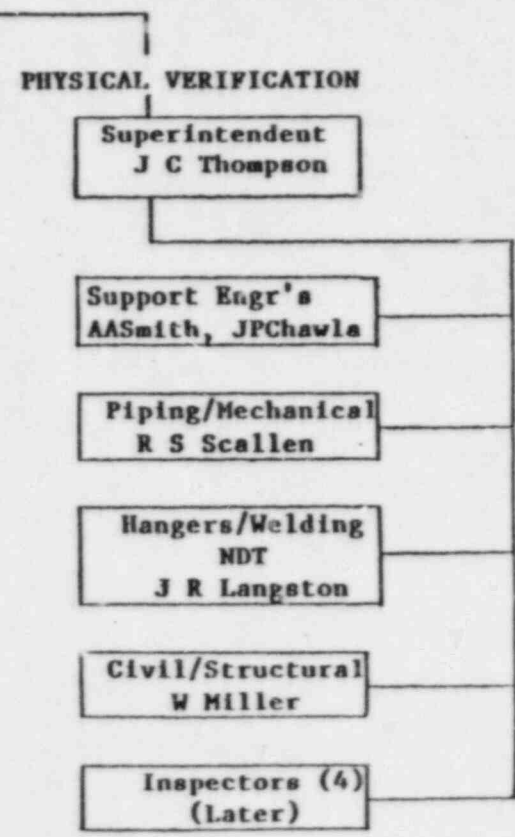 PHYSICAL VERIFICATION
Superintendent
J C Thompson
Support Engr's
AASmith, JPChawla
Piping/Mechanical
R S Scallen
Hangers/Welding
NDT
J R Langston
Civil/Structural
W Miller
Inspectors (4)
(Later)